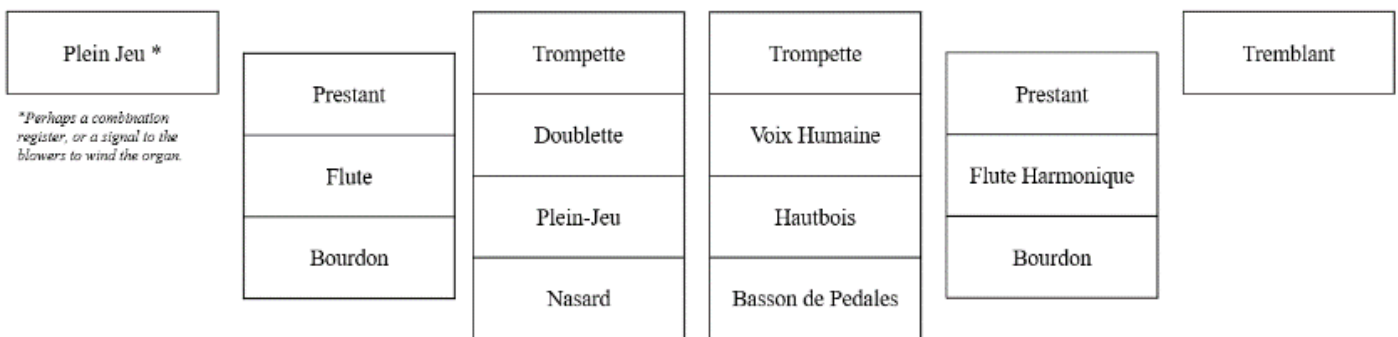 Plein Jeu *
*Perhaps a combination
register, or a signal to the
blowers to wind the organ.
Prestant
Flute
Bourdon
Trompette
Doublette
Plein-Jeu
Nasard
Trompette
Voix Humaine
Hautbois
Basson de Pedales
Prestant
Flute Harmonique
Bourdon
Tremblant